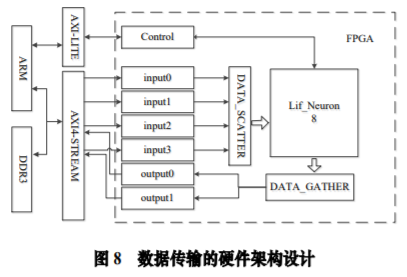 AXI-LITE
Control
FPGA
ARM
input0
input1
input2
input3
DATA_SCATTER
Lif_Neuron
8
DDR3
AXI4-STREAM
output0
output1
DATA_GATHER
图 8 数据传输的硬件架构设计